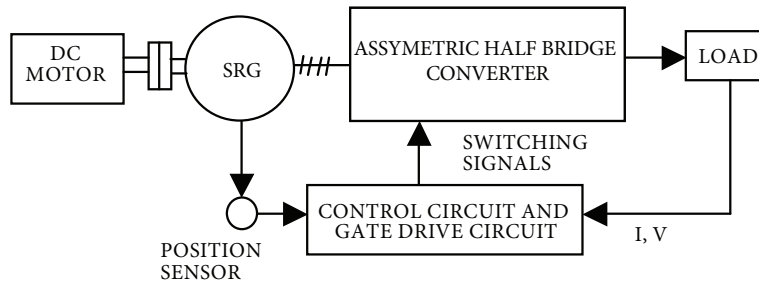 DC
MOTOR
SRG
ASSYMETRIC HALF BRIDGE
CONVERTER
LOAD
SWITCHING
SIGNALS
POSITION
SENSOR
CONTROL CIRCUIT AND
GATE DRIVE CIRCUIT
I, V